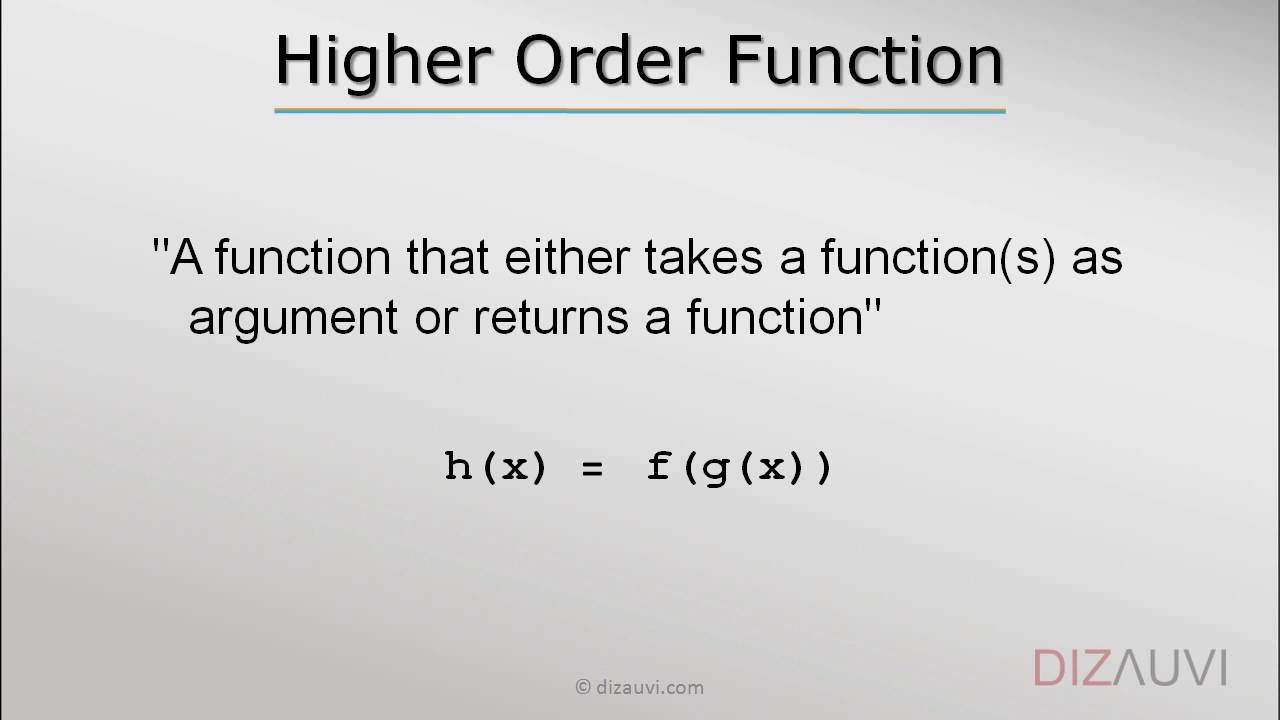 Higher Order Function
"A function that either takes a function(s) as
argument or returns a function"
h(x) = f(g(x))
DIZΛUVI
© dizauvi.com